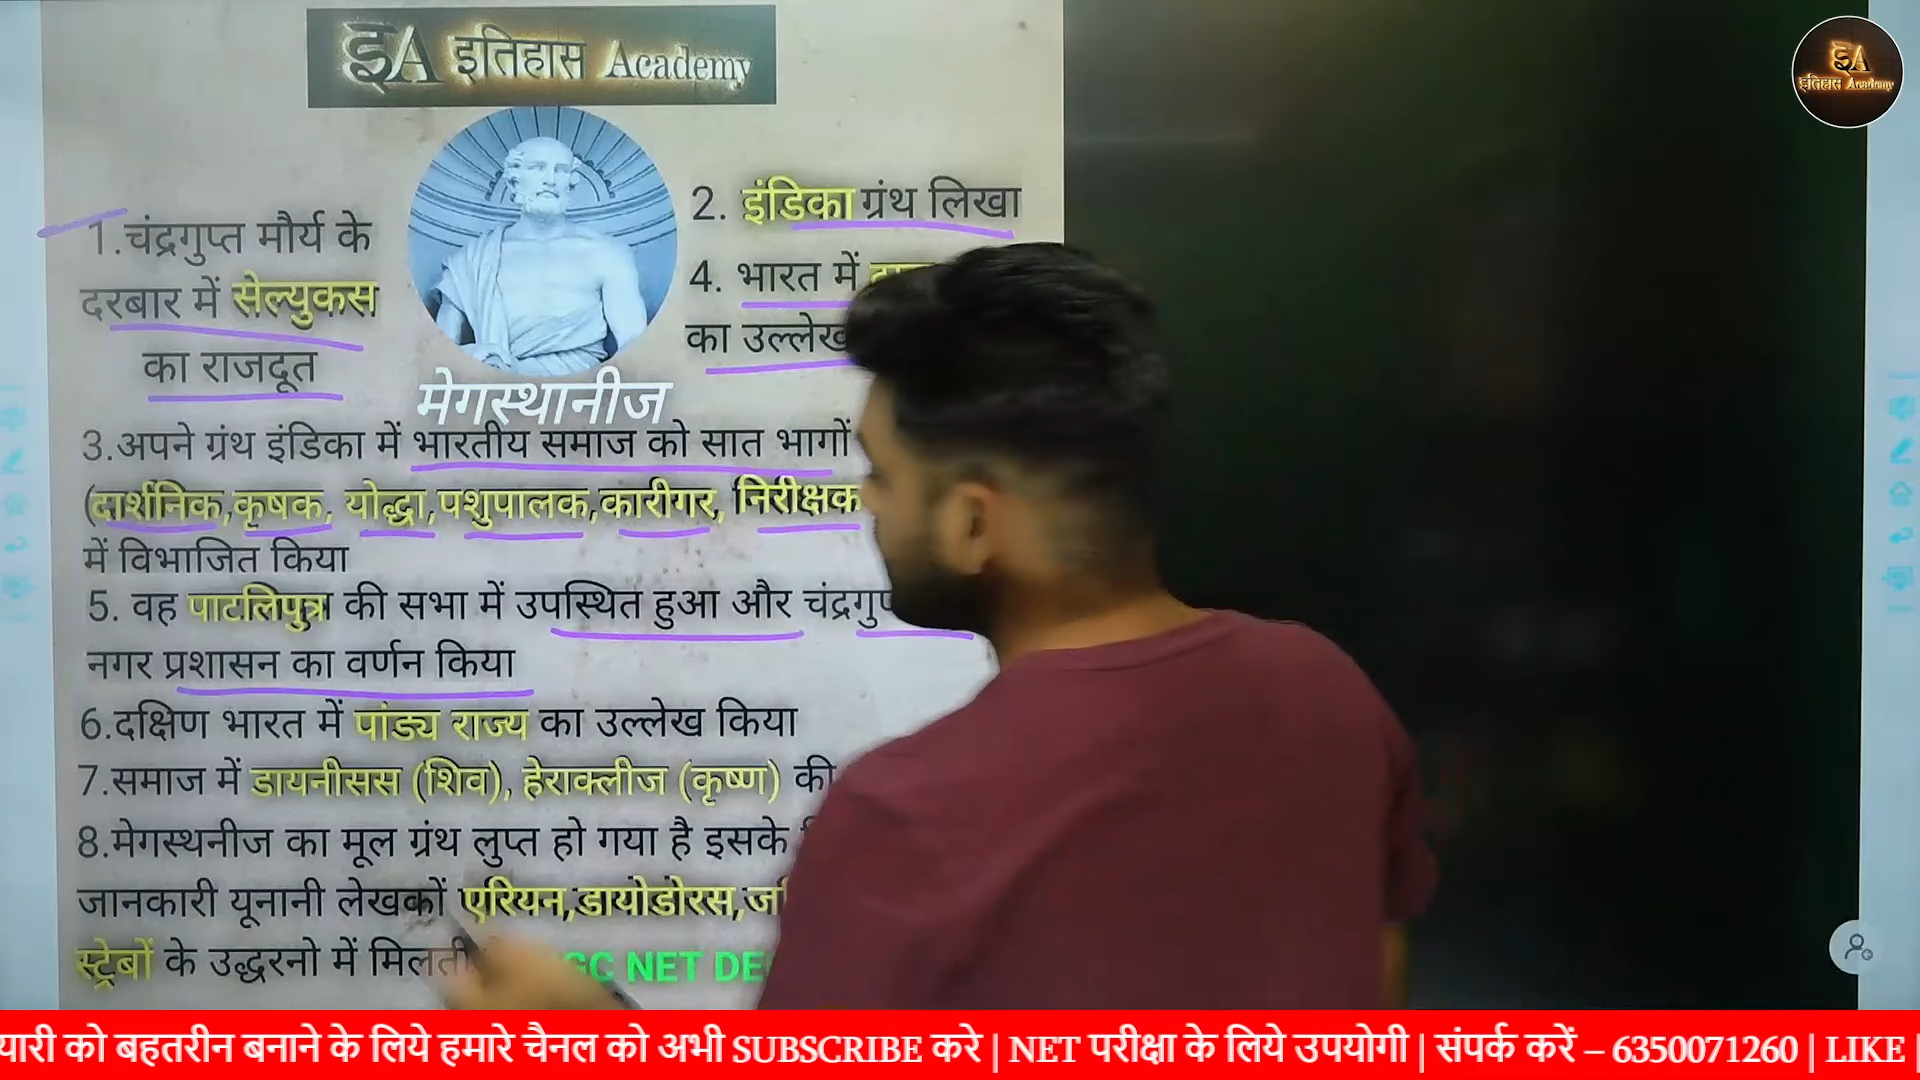 इA इतिहास Academy
इA
इतिहास Academy
1.चंद्रगुप्त मौर्य के
दरबार में सेल्युकस
का राजदूत
2. इंडिका ग्रंथ लिखा
4. भारत में
का उल्लेख
मेगस्थानीज
3.अपने ग्रंथ इंडिका में भारतीय समाज को सात भागों
(दार्शनिक,कृषक, योद्धा,पशुपालक,कारीगर, निरीक्षक
में विभाजित किया
5. वह पाटलिपुत्र की सभा में उपस्थित हुआ और
नगर प्रशासन का वर्णन किया
6.दक्षिण भारत में पांड्य राज्य का उल्लेख किया
7.समाज में डायनीसस (शिव), हेराक्लीज (कृष्ण) की
8.मेगस्थनीज का मूल ग्रंथ लुप्त हो गया है इसके
जानकारी यूनानी लेखकों एरियन,डायोडोरस,
स्ट्रेबों के उद्धरनो में NET
यारी को बहतरीन बनाने के लिये हमारे चैनल को अभी SUBSCRIBE करे | NET परीक्षा के लिये उपयोगी | संपर्क करें – 6350071260 | LIKE |